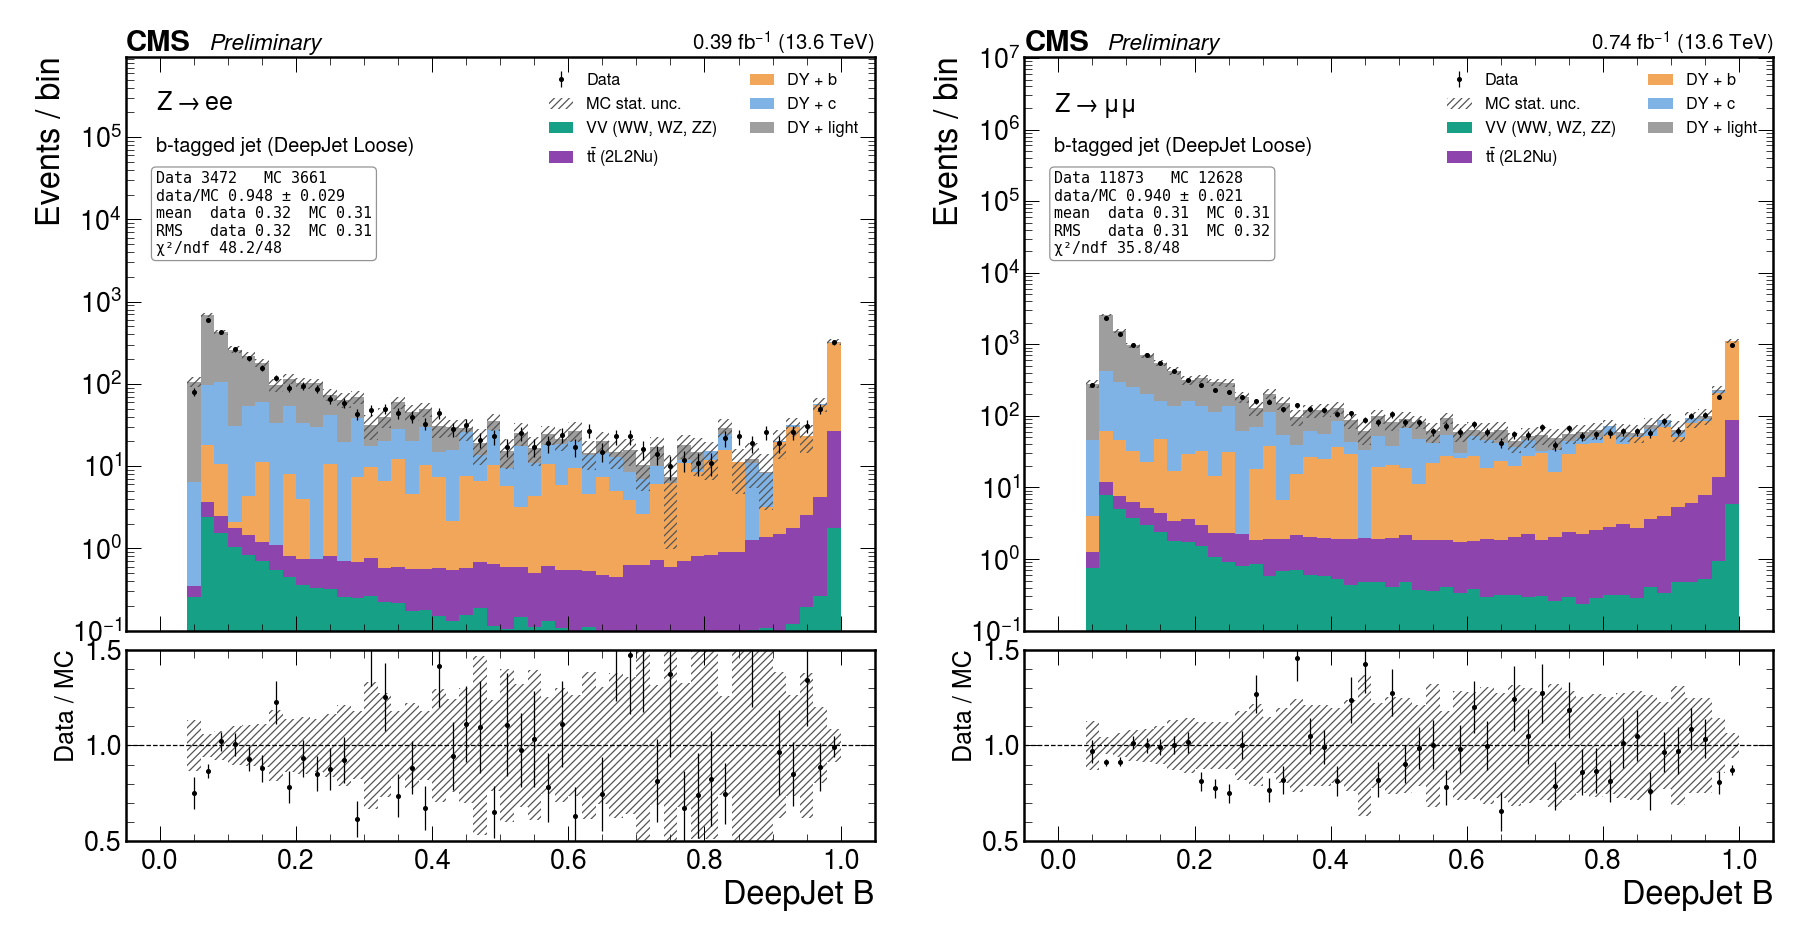 CMS Preliminary 0.39 fb⁻¹ (13.6 TeV)
Events / bin
10⁵
10⁴
10³
10²
10¹
10⁰
10⁻¹
Z → ee
b-tagged jet (DeepJet Loose)
Data 3472 MC 3661
data/MC 0.948 ± 0.029
mean data 0.32 MC 0.31
RMS data 0.32 MC 0.31
χ²/ndf 48.2/48
Data
MC stat. unc.
VV (WW, WZ, ZZ)
tt̄ (2L2Nu)
DY + b
DY + c
DY + light
Data / MC
1.5
1.0
0.5
0.0 0.2 0.4 0.6 0.8 1.0
DeepJet B
CMS Preliminary 0.74 fb⁻¹ (13.6 TeV)
Events / bin
10⁷
10⁶
10⁵
10⁴
10³
10²
10¹
10⁰
10⁻¹
Z → μμ
b-tagged jet (DeepJet Loose)
Data 11873 MC 12628
data/MC 0.940 ± 0.021
mean data 0.31 MC 0.31
RMS data 0.31 MC 0.32
χ²/ndf 35.8/48
Data
MC stat. unc.
VV (WW, WZ, ZZ)
tt̄ (2L2Nu)
DY + b
DY + c
DY + light
Data / MC
1.5
1.0
0.5
0.0 0.2 0.4 0.6 0.8 1.0
DeepJet B